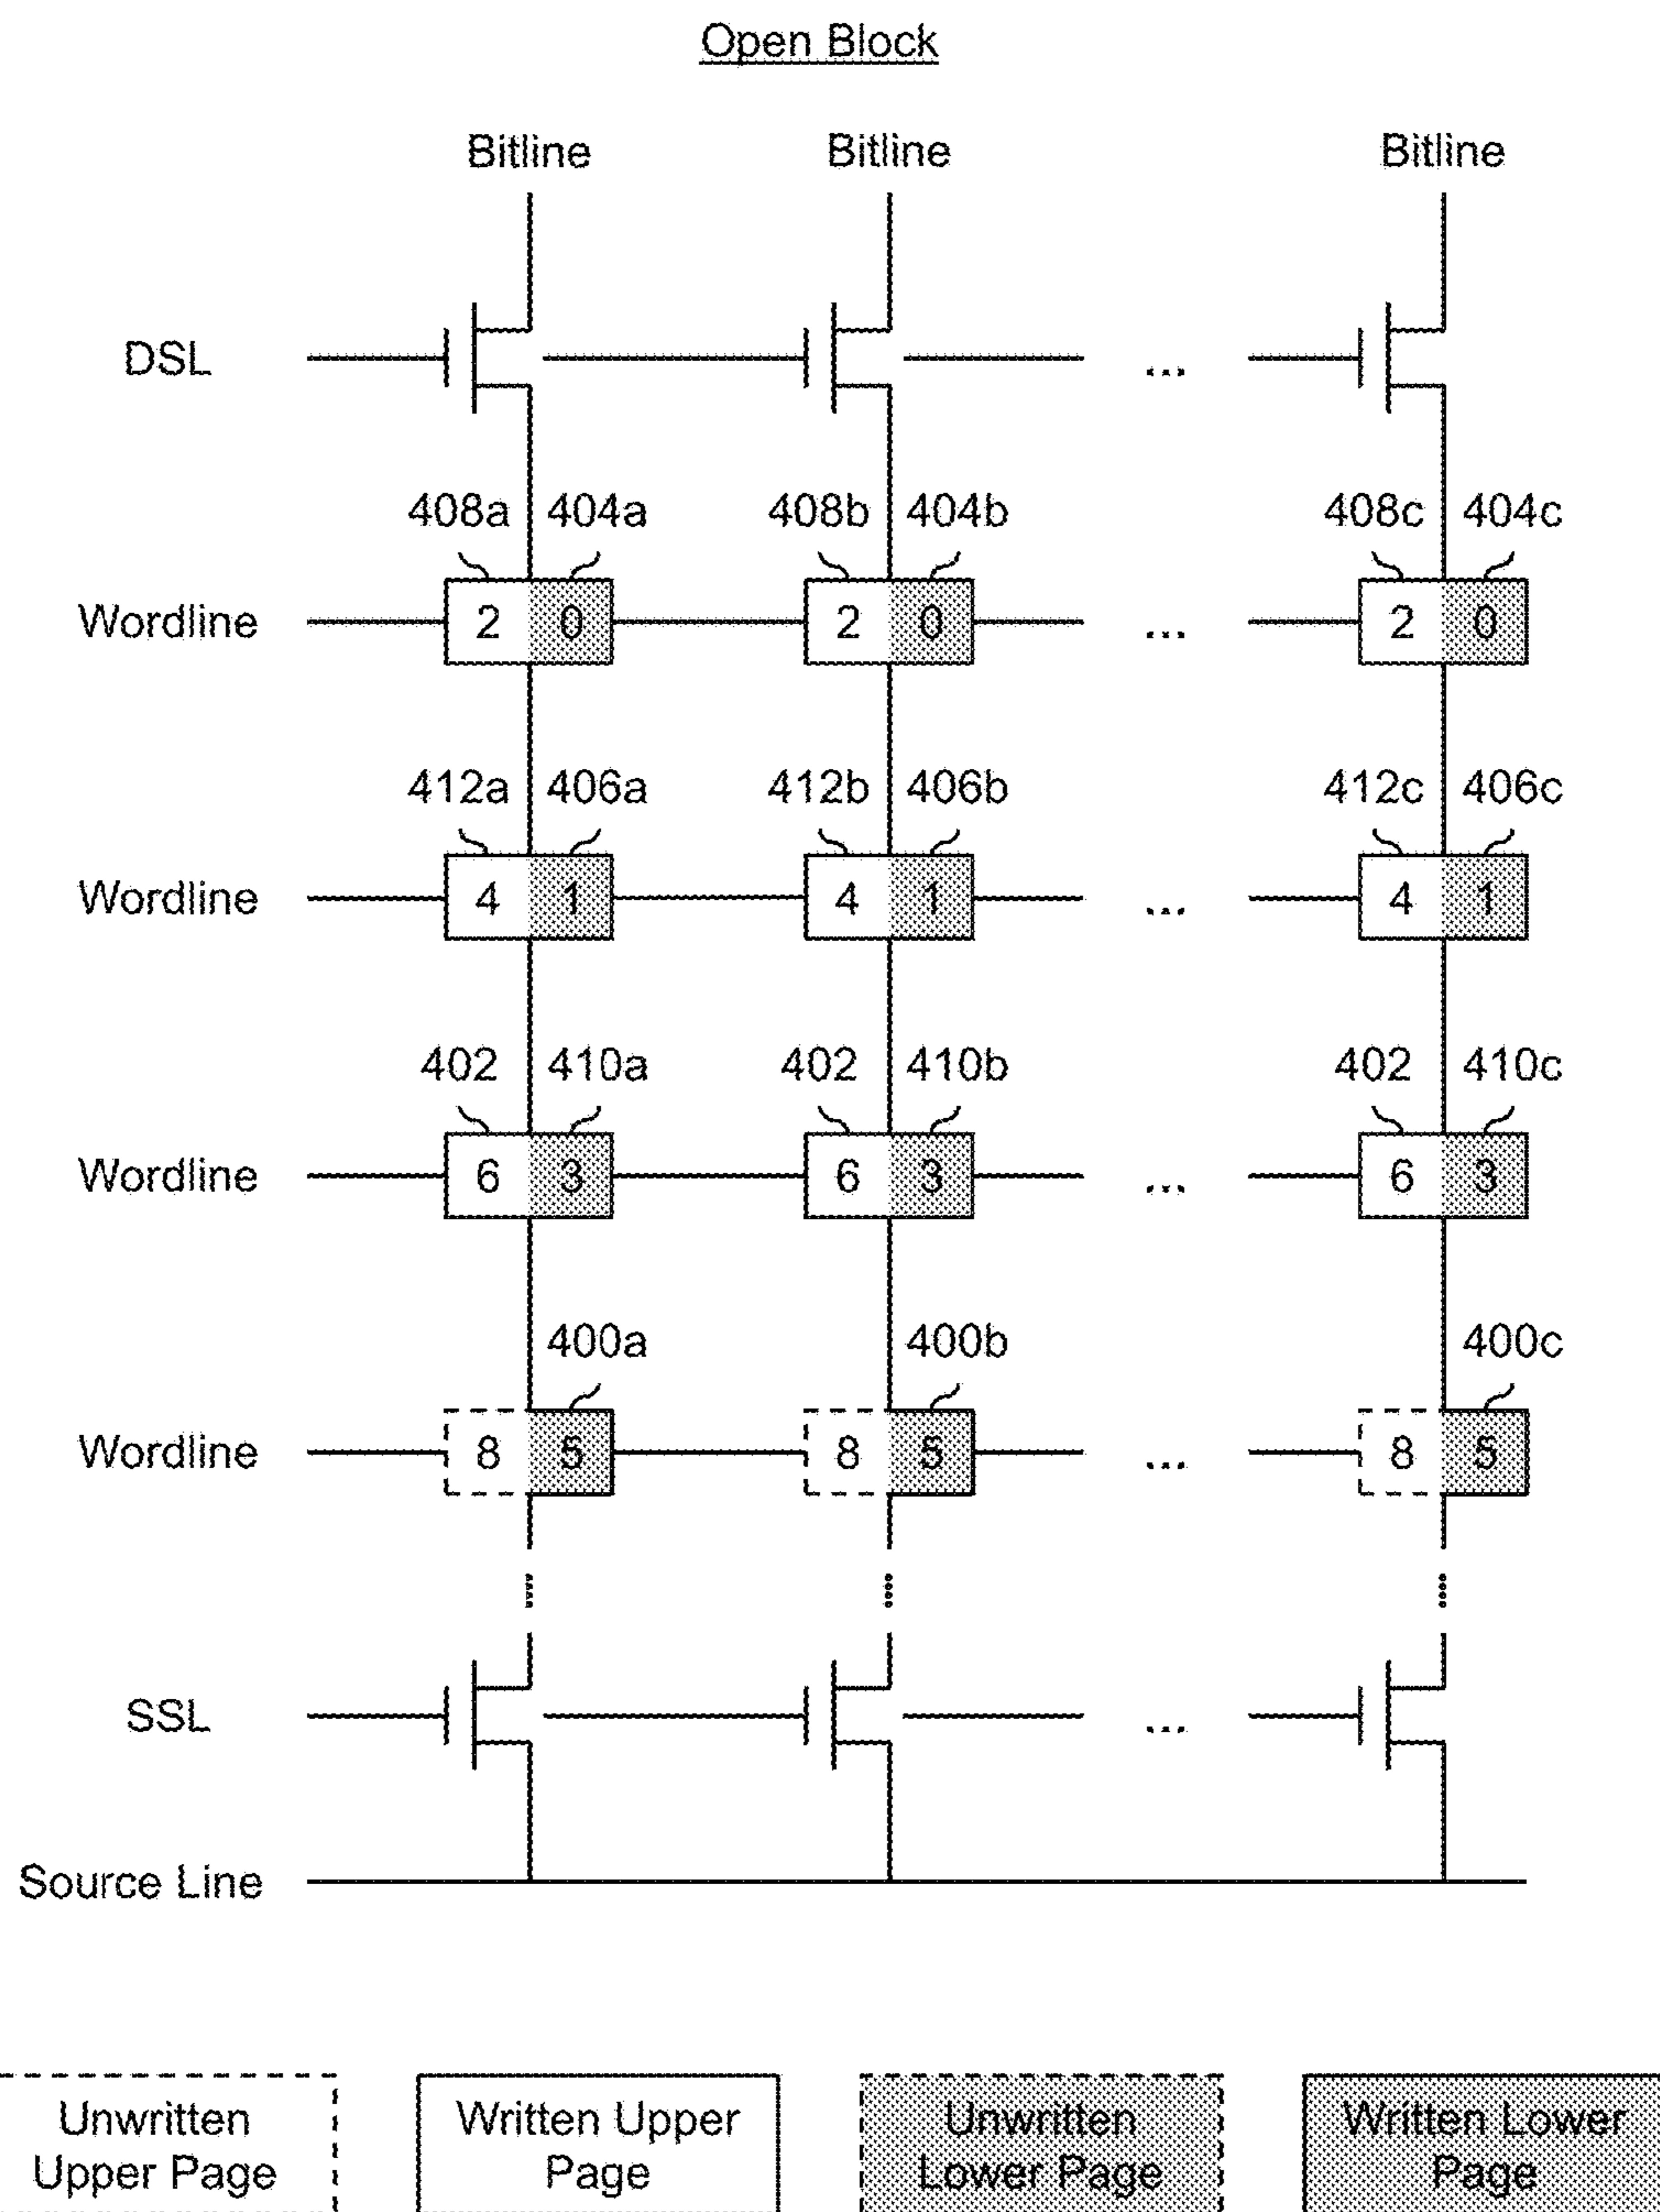 Open Block
Bitline Bitline Bitline
DSL ...
408a 404a 408b 404b 408c 404c
Wordline 2 0 2 0 ... 2 0
412a 406a 412b 406b 412c 406c
Wordline 4 1 4 1 ... 4 1
402 410a 402 410b 402 410c
Wordline 6 3 6 3 ... 6 3
400a 400b 400c
Wordline 8 5 8 5 ... 8 5
SSL ...
Source Line
Unwritten Upper Page
Written Upper Page
Unwritten Lower Page
Written Lower Page